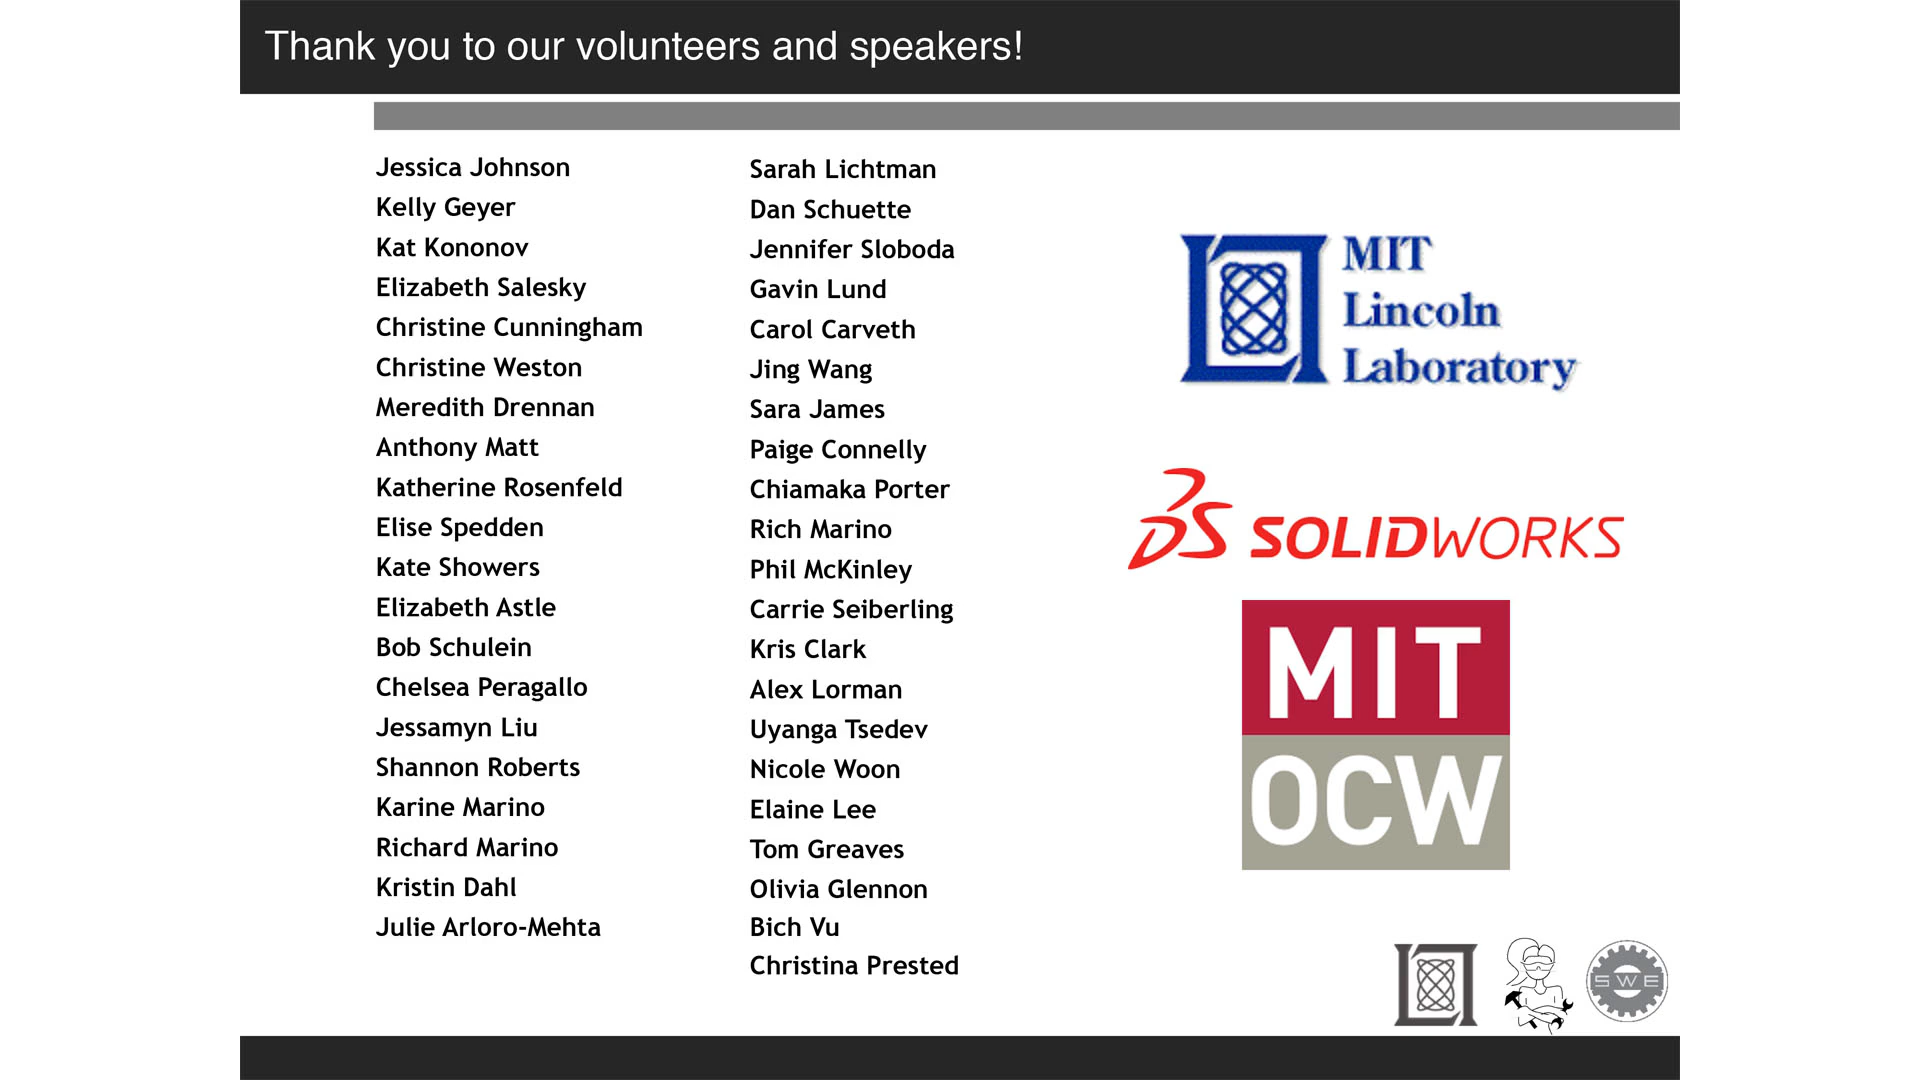 Thank you to our volunteers and speakers!
Jessica Johnson
Kelly Geyer
Kat Kononov
Elizabeth Salesky
Christine Cunningham
Christine Weston
Meredith Drennan
Anthony Matt
Katherine Rosenfeld
Elise Spedden
Kate Showers
Elizabeth Astle
Bob Schulein
Chelsea Peragallo
Jessamyn Liu
Shannon Roberts
Karine Marino
Richard Marino
Kristin Dahl
Julie Arloro-Mehta
Sarah Lichtman
Dan Schuette
Jennifer Sloboda
Gavin Lund
Carol Carveth
Jing Wang
Sara James
Paige Connelly
Chiamaka Porter
Rich Marino
Phil McKinley
Carrie Seiberling
Kris Clark
Alex Lorman
Uyanga Tsedev
Nicole Woon
Elaine Lee
Tom Greaves
Olivia Glennon
Bich Vu
Christina Prested
MIT
Lincoln
Laboratory
SOLIDWORKS
MIT
OCW
SWE